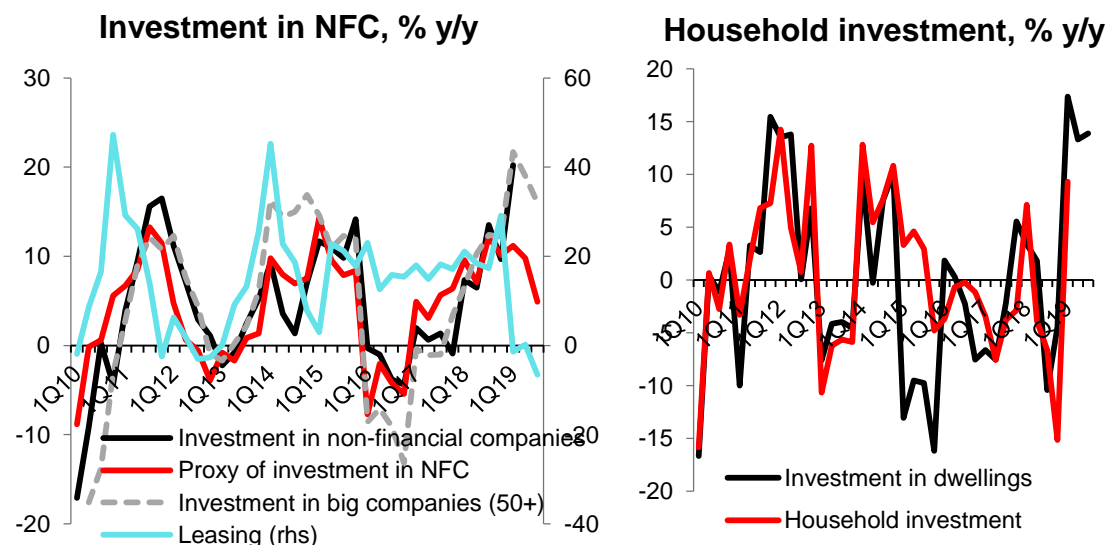 Investment in NFC, % y/y
30
20
10
0
-10
-20
60
40
20
0
-20
-40
1Q10
1Q11
1Q12
1Q13
1Q14
1Q15
1Q16
1Q17
1Q18
1Q19
Investment in non-financial companies
Proxy of investment in NFC
Investment in big companies (50+)
Leasing (rhs)
Household investment, % y/y
20
15
10
5
0
-5
-10
-15
-20
1Q10
1Q11
1Q12
1Q13
1Q14
1Q15
1Q16
1Q17
1Q18
1Q19
Investment in dwellings
Household investment